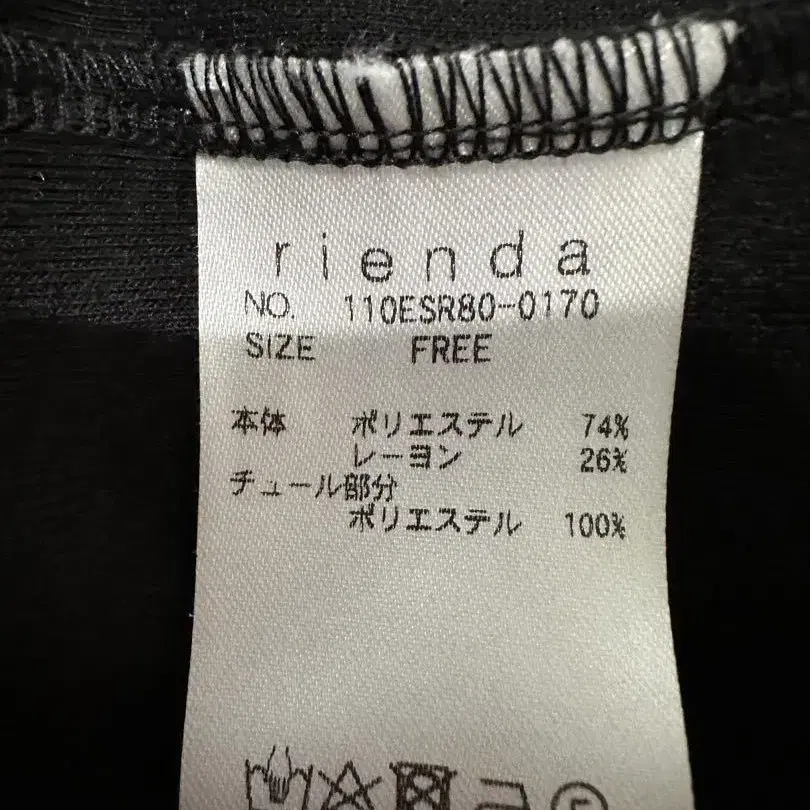 rienda
NO. 110ESR80-0170
SIZE FREE
本体 ポリエステル 74%
レーヨン 26%
チュール部分
ポリエステル 100%